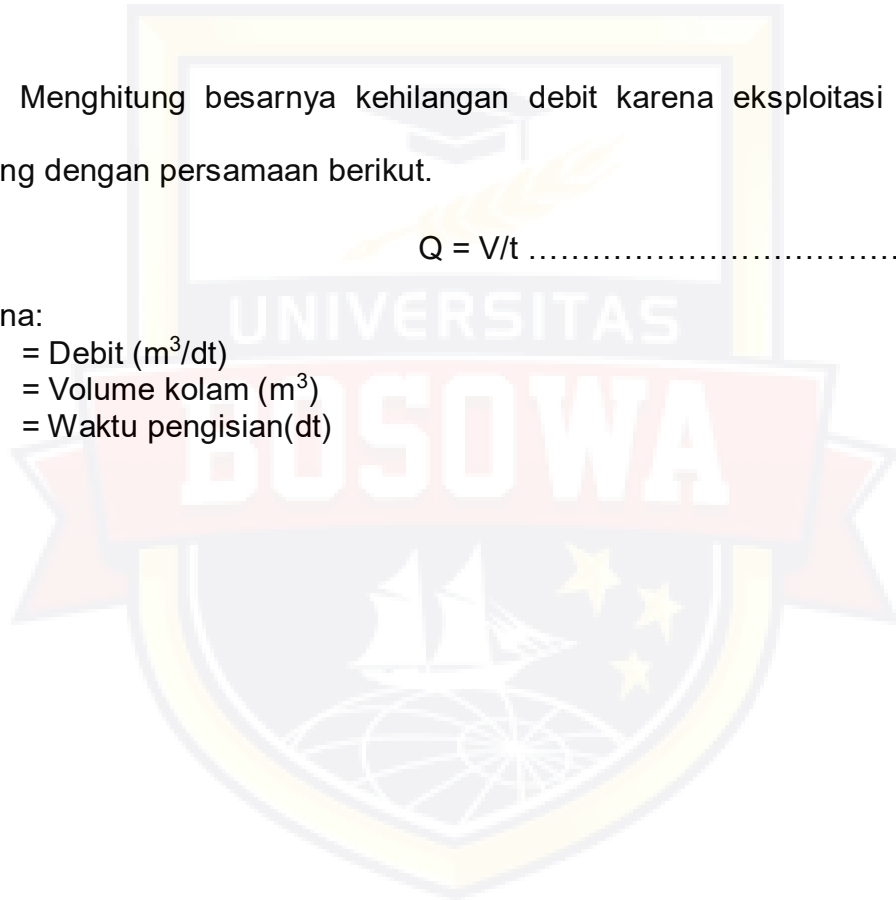 Menghitung besarnya kehilangan debit karena eksploitasi
ng dengan persamaan berikut.
Q = V/t ……………………………….
na:
= Debit (m³/dt)
= Volume kolam (m³)
= Waktu pengisian(dt)
UNIVERSITAS
BOSOWA